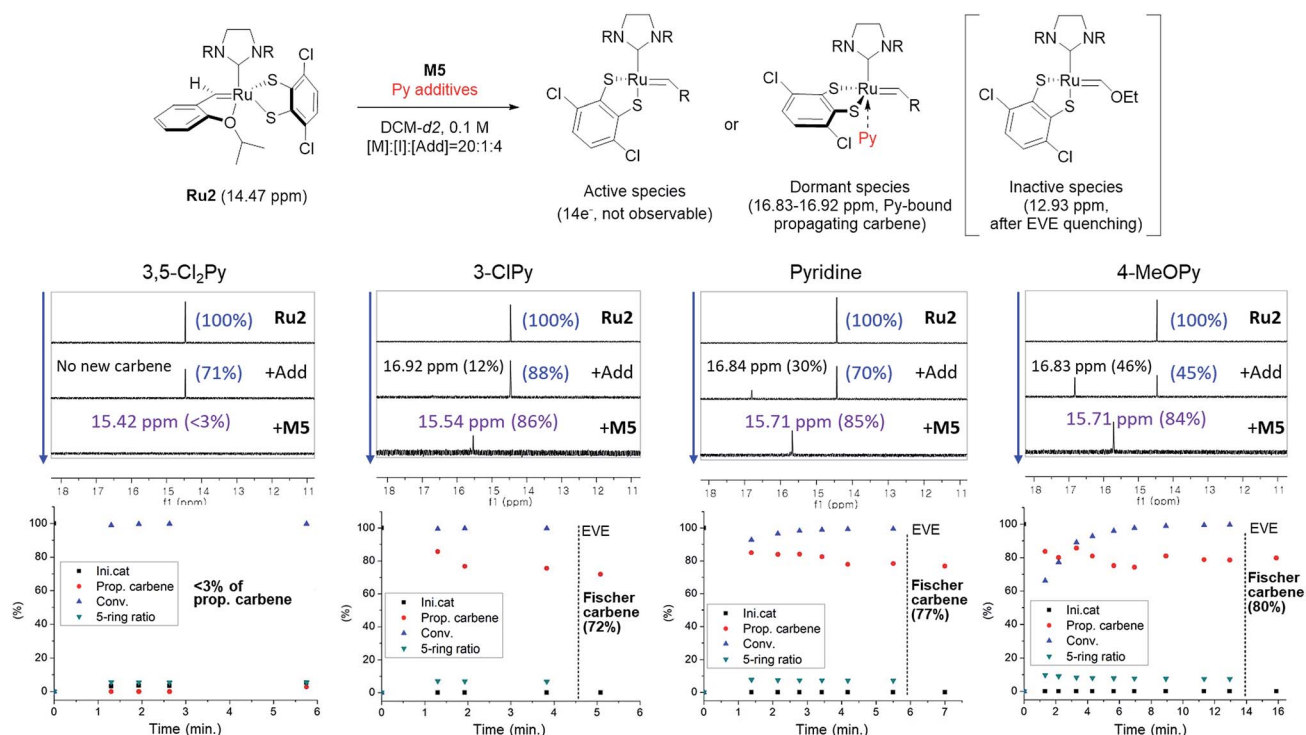 RN NR
H
Ru
S
Cl
O
S
Cl
Ru2 (14.47 ppm)
M5
Py additives
DCM-d2, 0.1 M
[M]:[I]:[Add]=20:1:4
RN NR
S Ru
Cl S R
Cl
Active species
(14e⁻, not observable)
or
RN NR
Cl S Ru
S R
Cl Py
Dormant species
(16.83-16.92 ppm, Py-bound
propagating carbene)
RN NR
S Ru
Cl S OEt
Cl
Inactive species
(12.93 ppm,
after EVE quenching)
3,5-Cl₂Py
(100%) Ru2
No new carbene (71%) +Add
15.42 ppm (<3%) +M5
18 17 16 15 14 13 12 11
f1 (ppm)
3-ClPy
(100%) Ru2
16.92 ppm (12%) (88%) +Add
15.54 ppm (86%) +M5
18 17 16 15 14 13 12 11
f1 (ppm)
Pyridine
(100%) Ru2
16.84 ppm (30%) (70%) +Add
15.71 ppm (85%) +M5
18 17 16 15 14 13 12 11
f1 (ppm)
4-MeOPy
(100%) Ru2
16.83 ppm (46%) (45%) +Add
15.71 ppm (84%) +M5
18 17 16 15 14 13 12 11
f1 (ppm)
(%)
100
80
60
40
20
0
Ini.cat
Prop. carbene
Conv.
5-ring ratio
<3% of
prop. carbene
0 1 2 3 4 5 6
Time (min.)
(%)
100
80
60
40
20
0
Ini.cat
Prop. carbene
Conv.
5-ring ratio
EVE
Fischer
carbene
(72%)
0 1 2 3 4 5 6
Time (min.)
(%)
100
80
60
40
20
0
Ini.cat
Prop. carbene
Conv.
5-ring ratio
EVE
Fischer
carbene
(77%)
0 1 2 3 4 5 6 7
Time (min.)
(%)
100
80
60
40
20
0
Ini.cat
Prop. carbene
Conv.
5-ring ratio
EVE
Fischer
carbene
(80%)
0 2 4 6 8 10 12 14 16
Time (min.)